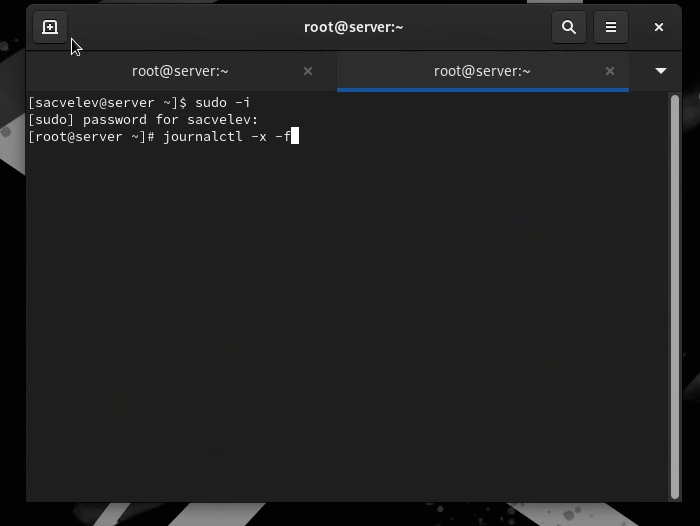 root@server:~
root@server:~ root@server:~
[sacvelev@server ~]$ sudo -i
[sudo] password for sacvelev:
[root@server ~]# journalctl -x -f